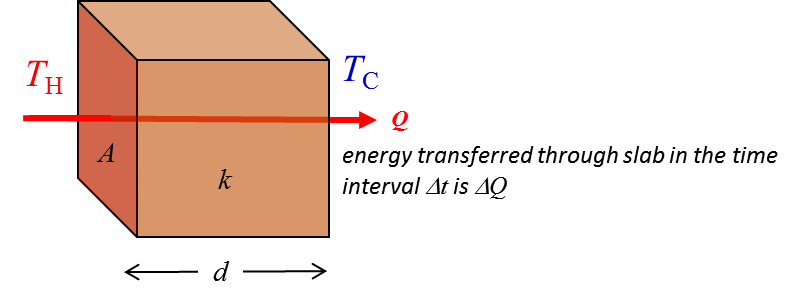 T_H
T_C
Q
A
k
energy transferred through slab in the time
interval Δt is ΔQ
d